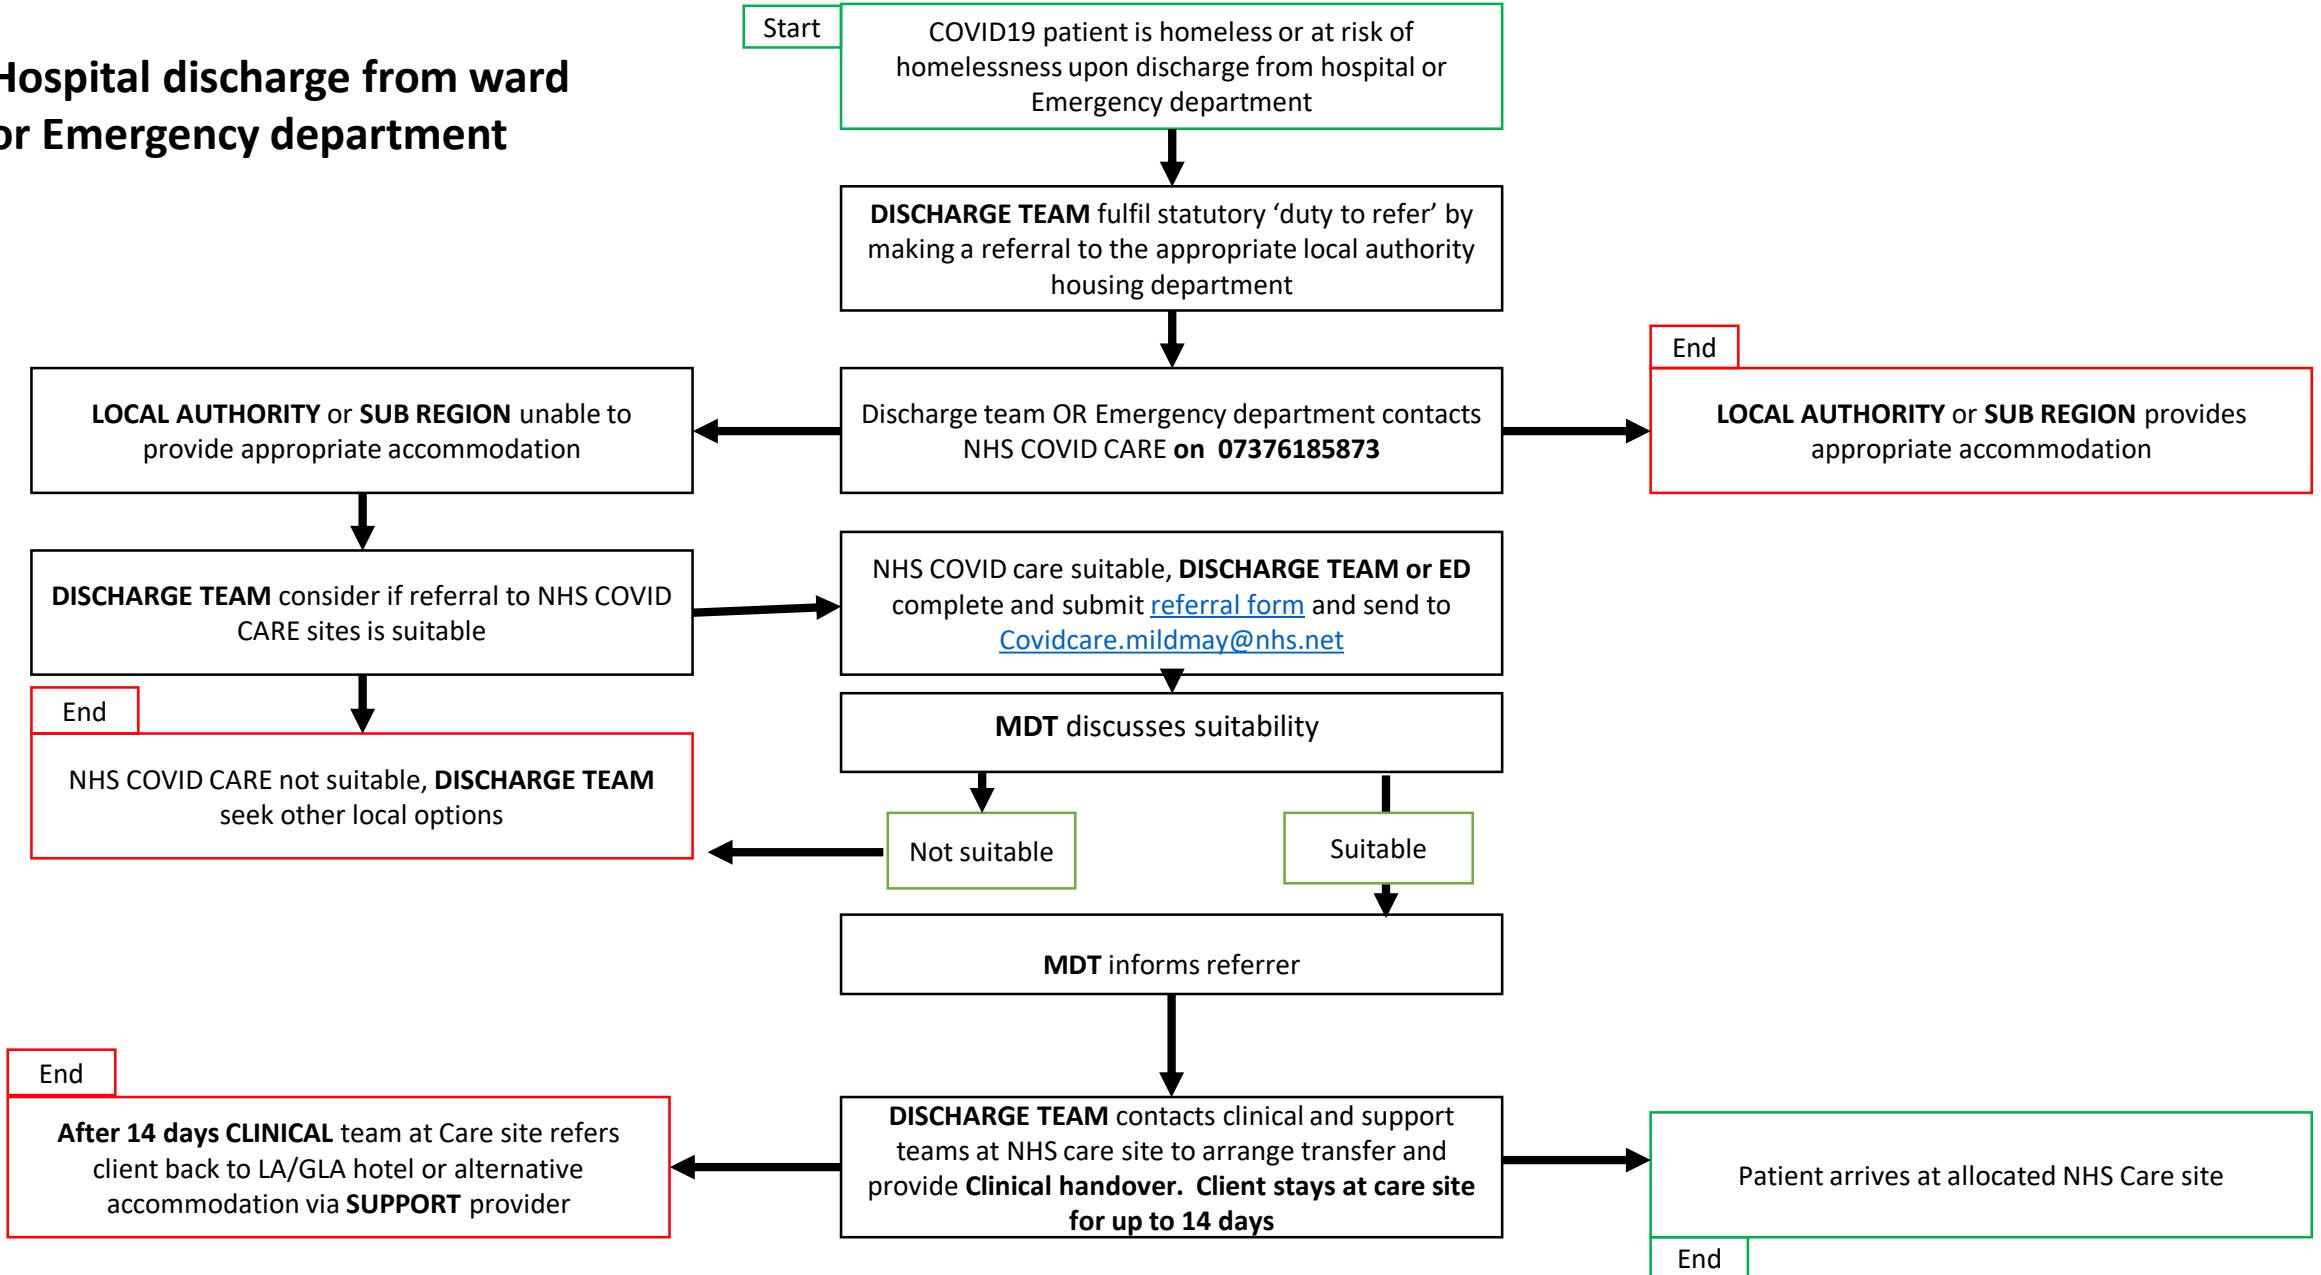 Hospital discharge from ward
or Emergency department
Start
COVID19 patient is homeless or at risk of
homelessness upon discharge from hospital or
Emergency department
DISCHARGE TEAM fulfil statutory ‘duty to refer’ by
making a referral to the appropriate local authority
housing department
LOCAL AUTHORITY or SUB REGION unable to
provide appropriate accommodation
Discharge team OR Emergency department contacts
NHS COVID CARE on 07376185873
End
LOCAL AUTHORITY or SUB REGION provides
appropriate accommodation
DISCHARGE TEAM consider if referral to NHS COVID
CARE sites is suitable
NHS COVID care suitable, DISCHARGE TEAM or ED
complete and submit referral form and send to
Covidcare.mildmay@nhs.net
End
NHS COVID CARE not suitable, DISCHARGE TEAM
seek other local options
MDT discusses suitability
Not suitable
Suitable
MDT informs referrer
End
After 14 days CLINICAL team at Care site refers
client back to LA/GLA hotel or alternative
accommodation via SUPPORT provider
DISCHARGE TEAM contacts clinical and support
teams at NHS care site to arrange transfer and
provide Clinical handover. Client stays at care site
for up to 14 days
Patient arrives at allocated NHS Care site
End